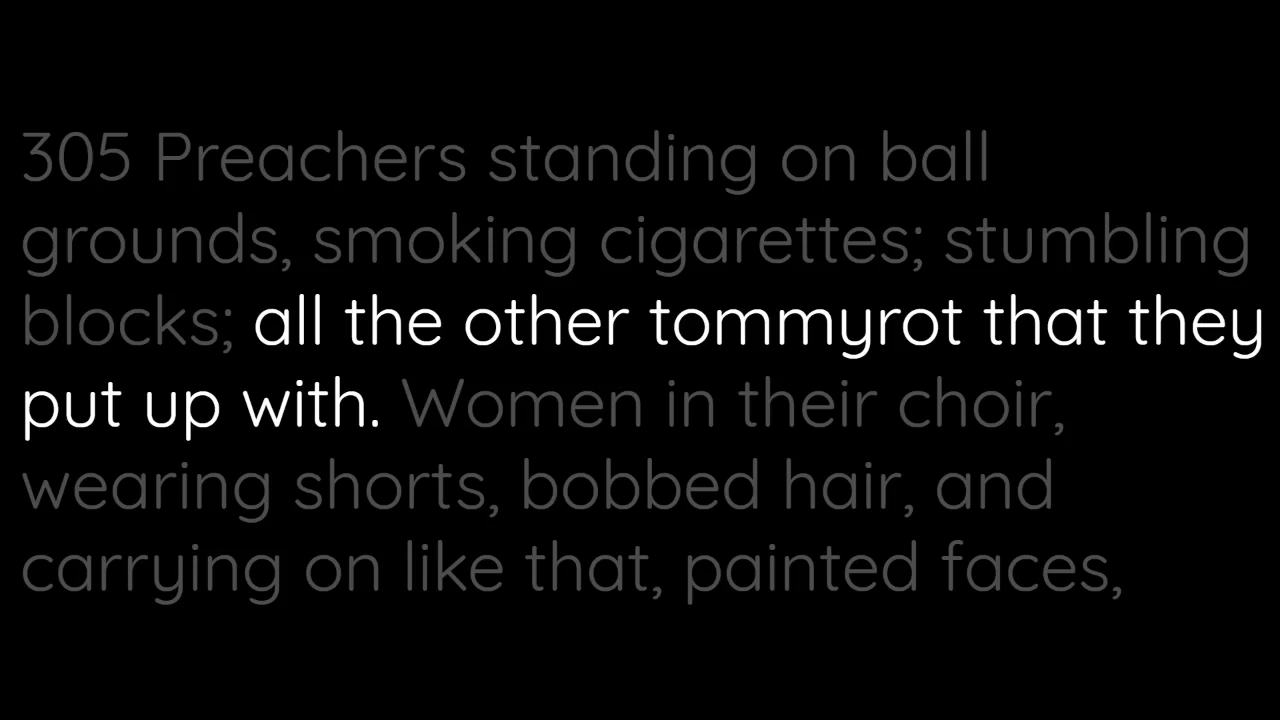 305 Preachers standing on ball
grounds, smoking cigarettes; stumbling
blocks; all the other tommyrot that they
put up with. Women in their choir,
wearing shorts, bobbed hair, and
carrying on like that, painted faces,